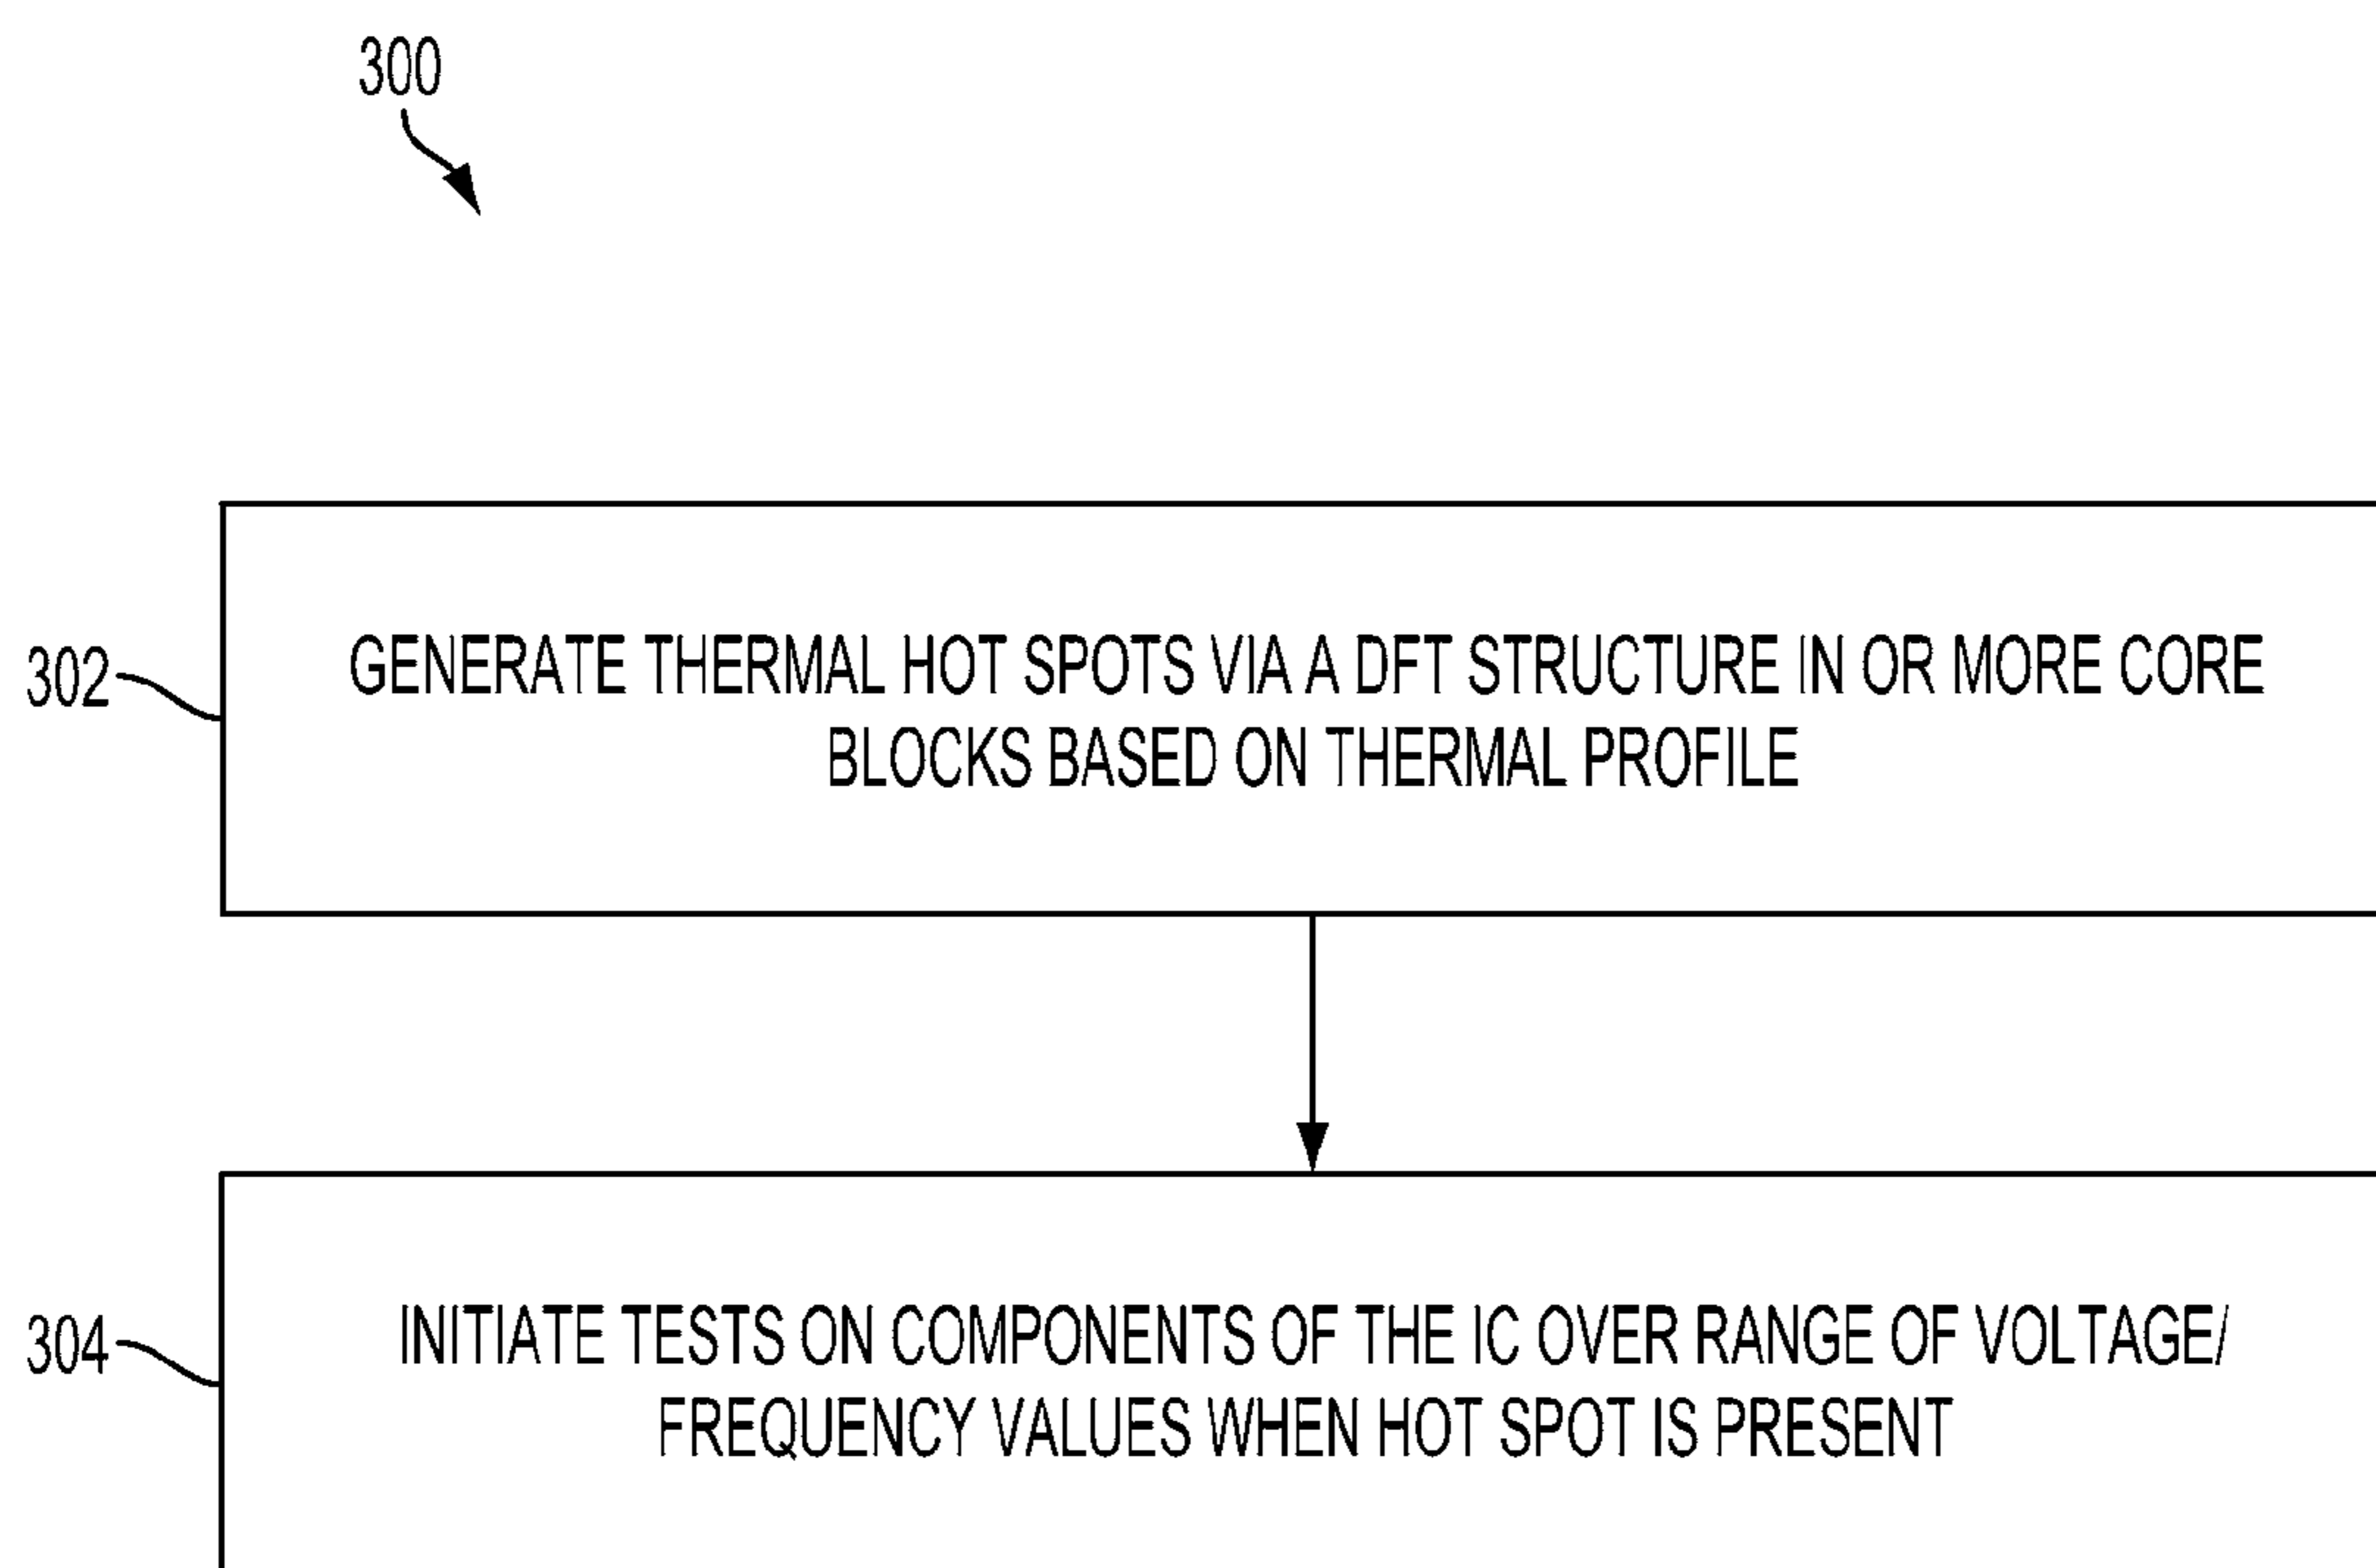 300
302
GENERATE THERMAL HOT SPOTS VIA A DFT STRUCTURE IN OR MORE CORE
BLOCKS BASED ON THERMAL PROFILE
304
INITIATE TESTS ON COMPONENTS OF THE IC OVER RANGE OF VOLTAGE/
FREQUENCY VALUES WHEN HOT SPOT IS PRESENT